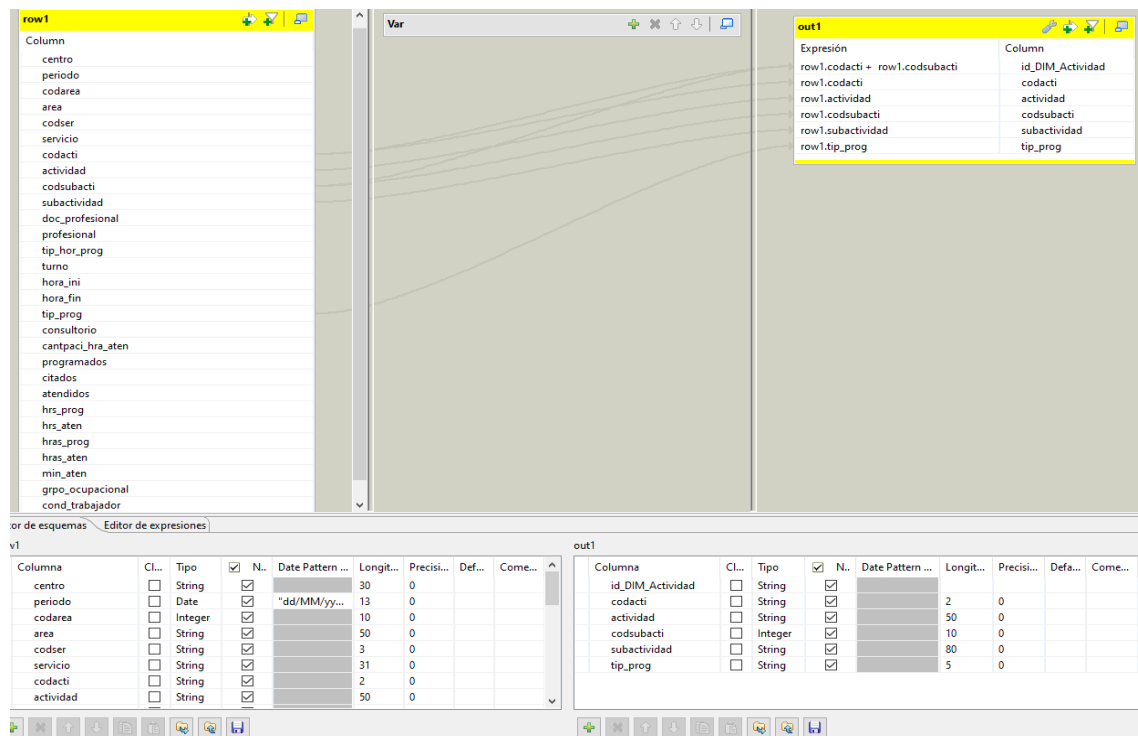 row1
Column
centro
periodo
codarea
area
codser
servicio
codacti
actividad
codsubacti
subactividad
doc_profesional
profesional
tip_hor_prog
turno
hora_ini
hora_fin
tip_prog
consultorio
cantpaci_hra_aten
programados
citados
atendidos
hrs_prog
hrs_aten
hras_prog
hras_aten
min_aten
grpo_ocupacional
cond_trabajador
Var
out1
Expresión Column
row1.codacti + row1.codsubacti id_DIM_Actividad
row1.codacti codacti
row1.actividad actividad
row1.codsubacti codsubacti
row1.subactividad subactividad
row1.tip_prog tip_prog
or de esquemas Editor de expresiones
v1
Columna Cl... Tipo N.. Date Pattern ... Longit... Precisi... Def... Come...
centro String 30 0
periodo Date "dd/MM/yy... 13 0
codarea Integer 10 0
area String 50 0
codser String 3 0
servicio String 31 0
codacti String 2 0
actividad String 50 0
out1
Columna Cl... Tipo N.. Date Pattern ... Longit... Precisi... Defa... Come...
id_DIM_Actividad String
codacti String 2 0
actividad String 50 0
codsubacti Integer 10 0
subactividad String 80 0
tip_prog String 5 0